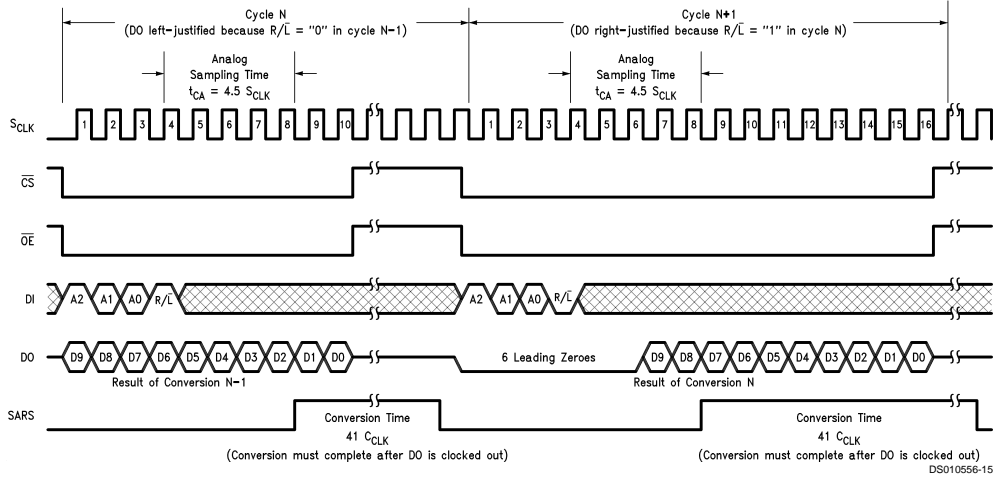 Cycle N
(DO left-justified because R/L̅ = "0" in cycle N-1)
Cycle N+1
(DO right-justified because R/L̅ = "1" in cycle N)
Analog
Sampling Time
tCA = 4.5 SCLK
Analog
Sampling Time
tCA = 4.5 SCLK
SCLK 1 2 3 4 5 6 7 8 9 10 1 2 3 4 5 6 7 8 9 10 11 12 13 14 15 16
C̅S̅
O̅E̅
DI A2 A1 A0 R/L̅ A2 A1 A0 R/L̅
DO D9 D8 D7 D6 D5 D4 D3 D2 D1 D0 6 Leading Zeroes D9 D8 D7 D6 D5 D4 D3 D2 D1 D0
Result of Conversion N-1
Result of Conversion N
SARS
Conversion Time
41 CCLK
(Conversion must complete after DO is clocked out)
Conversion Time
41 CCLK
(Conversion must complete after DO is clocked out)
DS010556-15